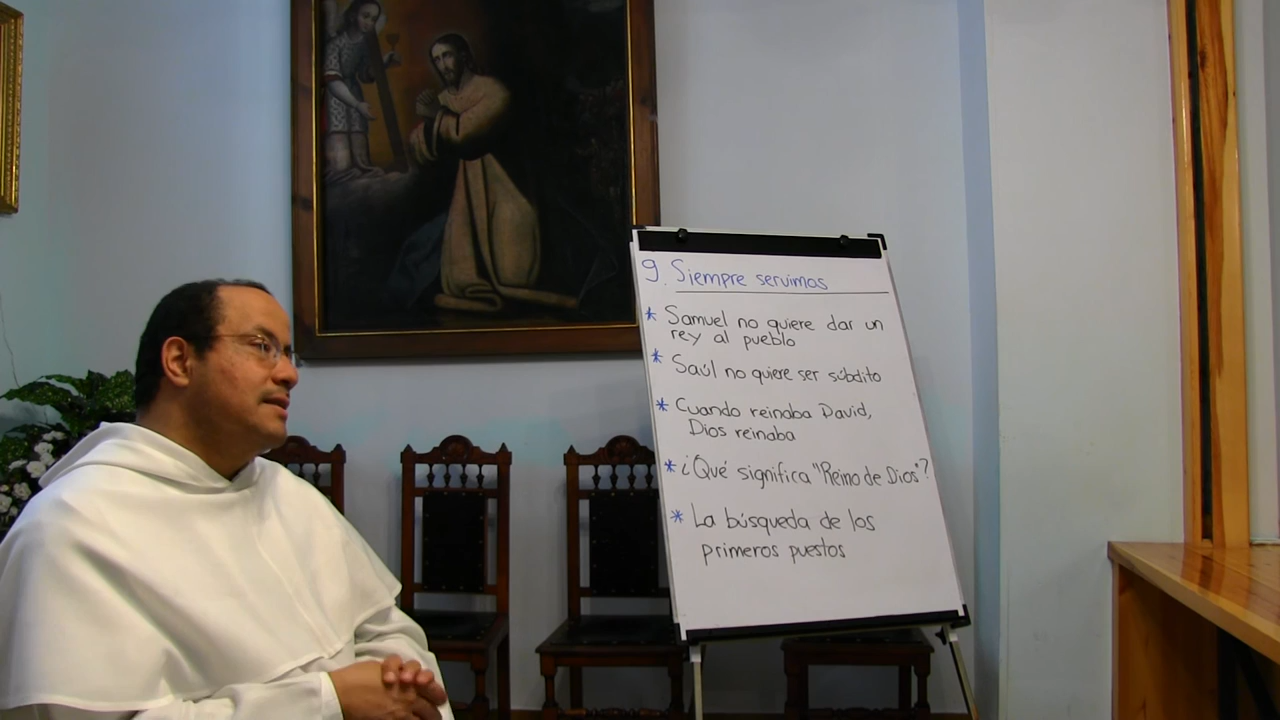 9. Siempre servimos
* Samuel no quiere dar un
rey al pueblo
* Saúl no quiere ser súbdito
* Cuando reinaba David,
Dios reinaba
* ¿Qué significa "Reino de Dios"?
* La búsqueda de los
primeros puestos